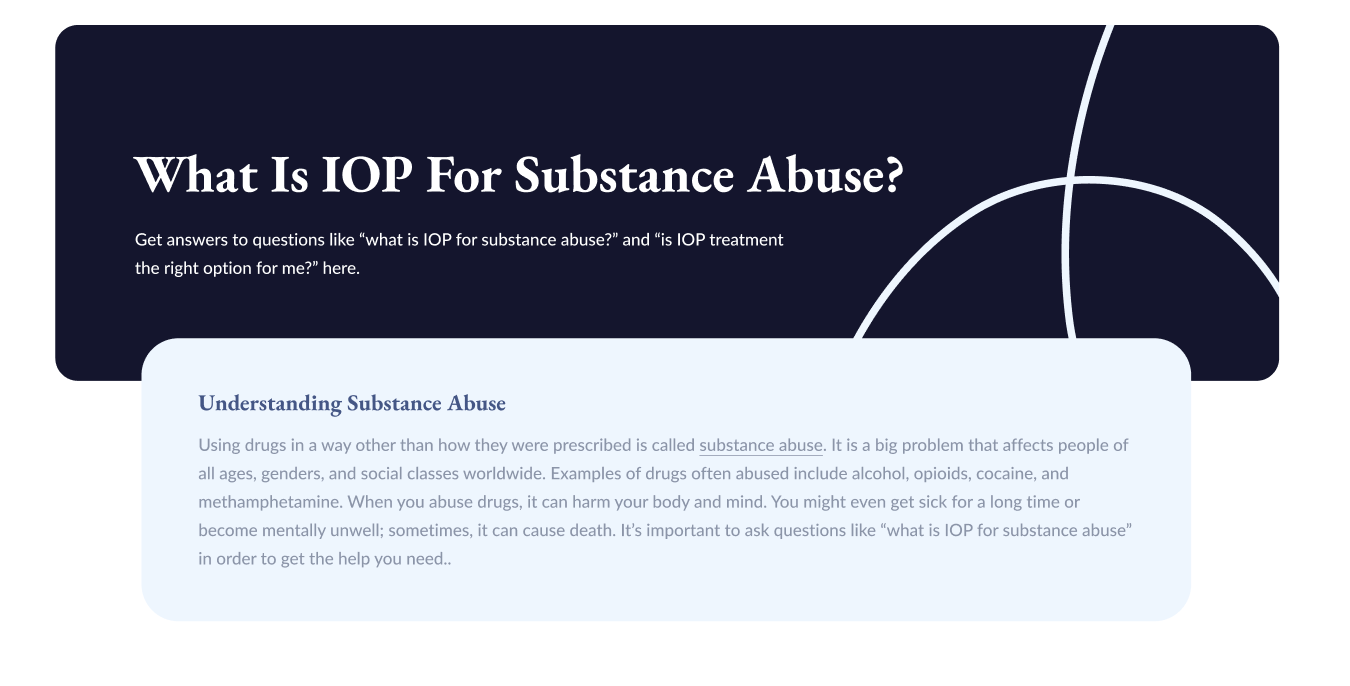 What Is IOP For Substance Abuse?
Get answers to questions like “what is IOP for substance abuse?” and “is IOP treatment
the right option for me?” here.
Understanding Substance Abuse
Using drugs in a way other than how they were prescribed is called substance abuse. It is a big problem that affects people of
all ages, genders, and social classes worldwide. Examples of drugs often abused include alcohol, opioids, cocaine, and
methamphetamine. When you abuse drugs, it can harm your body and mind. You might even get sick for a long time or
become mentally unwell; sometimes, it can cause death. It’s important to ask questions like “what is IOP for substance abuse”
in order to get the help you need..